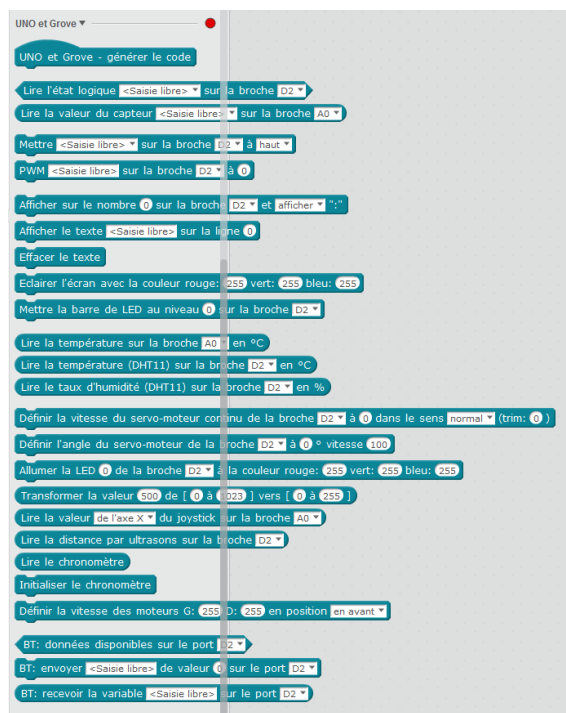 UNO et Grove
UNO et Grove - générer le code
Lire l'état logique <Saisie libre> sur la broche D2
Lire la valeur du capteur <Saisie libre> sur la broche A0
Mettre <Saisie libre> sur la broche D2 à haut
PWM <Saisie libre> sur la broche D2 à 0
Afficher sur le nombre 0 sur la broche D2 et afficher ":"
Afficher le texte <Saisie libre> sur la ligne 0
Effacer le texte
Eclairer l'écran avec la couleur rouge: 255 vert: 255 bleu: 255
Mettre la barre de LED au niveau 0 sur la broche D2
Lire la température sur la broche A0 en °C
Lire la température (DHT11) sur la broche D2 en °C
Lire le taux d'humidité (DHT11) sur la broche D2 en %
Définir la vitesse du servo-moteur continu de la broche D2 à 0 dans le sens normal (trim: 0 )
Définir l'angle du servo-moteur de la broche D2 à 0 ° vitesse 100
Allumer la LED 0 de la broche D2 à la couleur rouge: 255 vert: 255 bleu: 255
Transformer la valeur 500 de [ 0 à 1023 ] vers [ 0 à 255 ]
Lire la valeur de l'axe X du joystick sur la broche A0
Lire la distance par ultrasons sur la broche D2
Lire le chronomètre
Initialiser le chronomètre
Définir la vitesse des moteurs G: 255 D: 255 en position en avant
BT: données disponibles sur le port D2
BT: envoyer <Saisie libre> de valeur 0 sur le port D2
BT: recevoir la variable <Saisie libre> sur le port D2